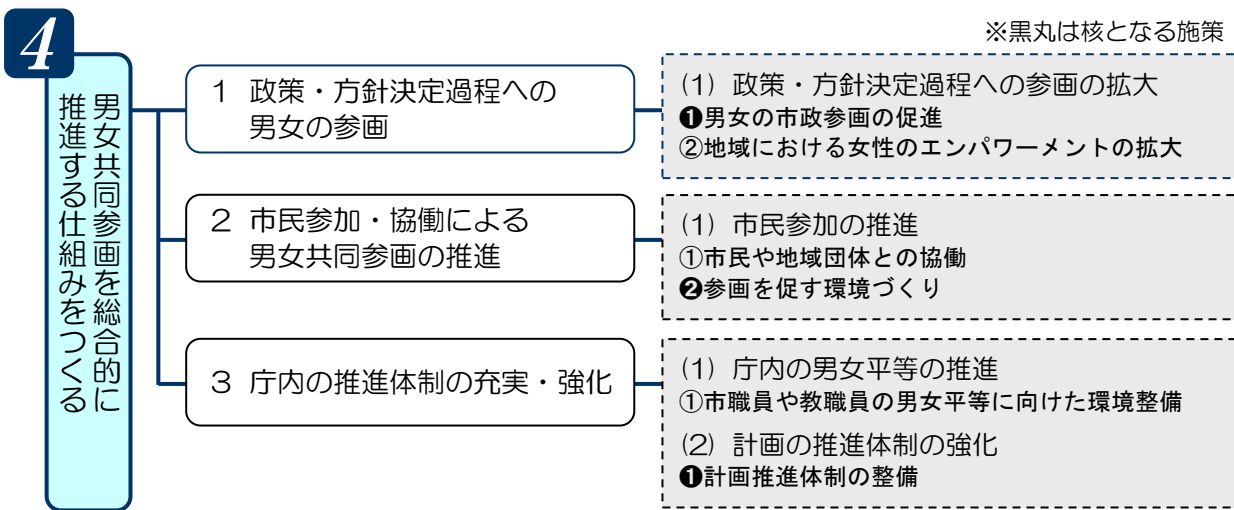 ※黒丸は核となる施策
4
男女共同参画を総合的に
推進する仕組みをつくる
1 政策・方針決定過程への
男女の参画
(1) 政策・方針決定過程への参画の拡大
❶男女の市政参画の促進
②地域における女性のエンパワーメントの拡大
2 市民参加・協働による
男女共同参画の推進
(1) 市民参加の推進
①市民や地域団体との協働
❷参画を促す環境づくり
3 庁内の推進体制の充実・強化
(1) 庁内の男女平等の推進
①市職員や教職員の男女平等に向けた環境整備
(2) 計画の推進体制の強化
❶計画推進体制の整備